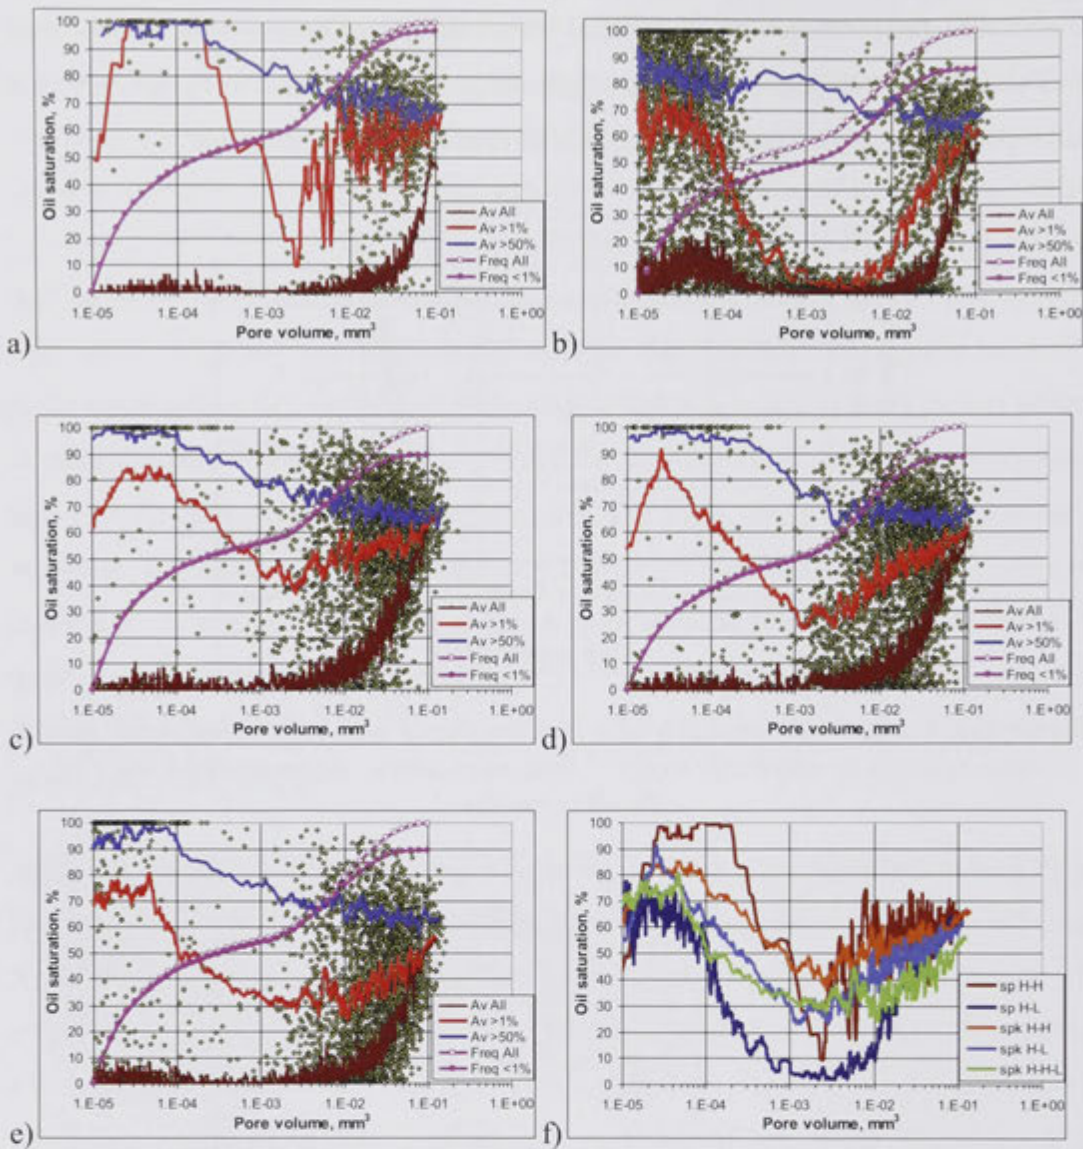 Oil saturation, %
100
90
80
70
60
50
40
30
20
10
0
Av All
Av >1%
Av >50%
Freq All
Freq <1%
1.E-05 1.E-04 1.E-03 1.E-02 1.E-01 1.E+00
Pore volume, mm³
a)
Oil saturation, %
100
90
80
70
60
50
40
30
20
10
0
Av All
Av >1%
Av >50%
Freq All
Freq <1%
1.E-05 1.E-04 1.E-03 1.E-02 1.E-01 1.E+00
Pore volume, mm³
b)
Oil saturation, %
100
90
80
70
60
50
40
30
20
10
0
Av All
Av >1%
Av >50%
Freq All
Freq <1%
1.E-05 1.E-04 1.E-03 1.E-02 1.E-01 1.E+00
Pore volume, mm³
c)
Oil saturation, %
100
90
80
70
60
50
40
30
20
10
0
Av All
Av >1%
Av >50%
Freq All
Freq <1%
1.E-05 1.E-04 1.E-03 1.E-02 1.E-01 1.E+00
Pore volume, mm³
d)
Oil saturation, %
100
90
80
70
60
50
40
30
20
10
0
Av All
Av >1%
Av >50%
Freq All
Freq <1%
1.E-05 1.E-04 1.E-03 1.E-02 1.E-01 1.E+00
Pore volume, mm³
e)
Oil saturation, %
100
90
80
70
60
50
40
30
20
10
0
sp H-H
sp H-L
spk H-H
spk H-L
spk H-H-L
1.E-05 1.E-04 1.E-03 1.E-02 1.E-01 1.E+00
Pore volume, mm³
f)